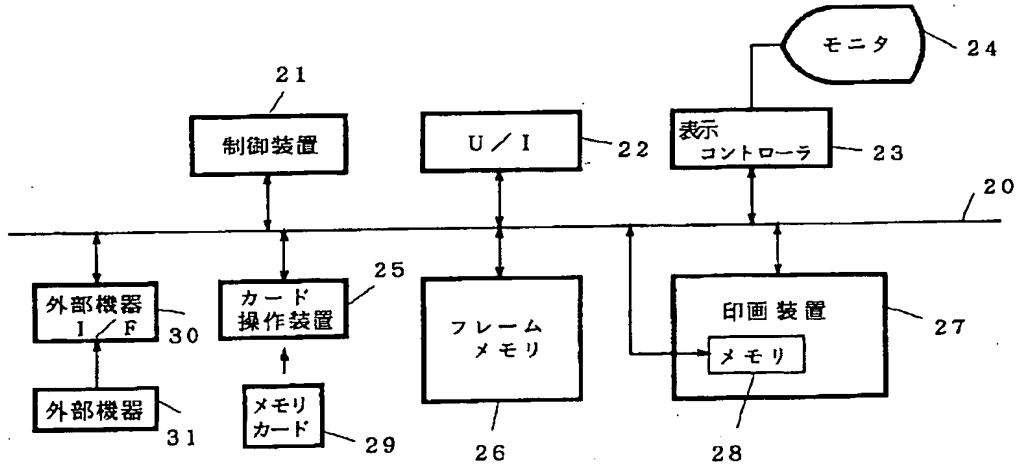 モニタ
24
21
制御装置
U/I
22
表示
コントローラ
23
20
外部機器
I/F
30
カード
操作装置
25
フレーム
メモリ
26
印画装置
メモリ
27
28
外部機器
31
メモリ
カード
29